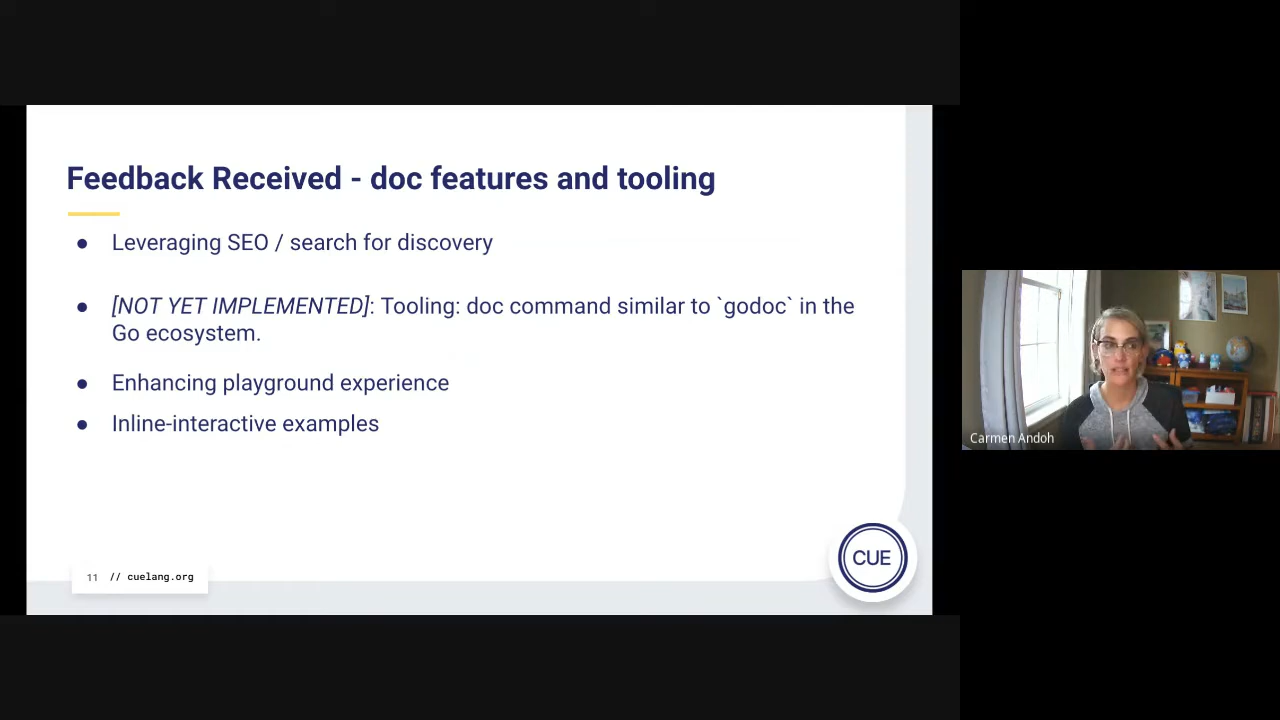 Feedback Received - doc features and tooling
● Leveraging SEO / search for discovery
● [NOT YET IMPLEMENTED]: Tooling: doc command similar to `godoc` in the
Go ecosystem.
● Enhancing playground experience
● Inline-interactive examples
CUE
11 // cuelang.org
Carmen Andoh